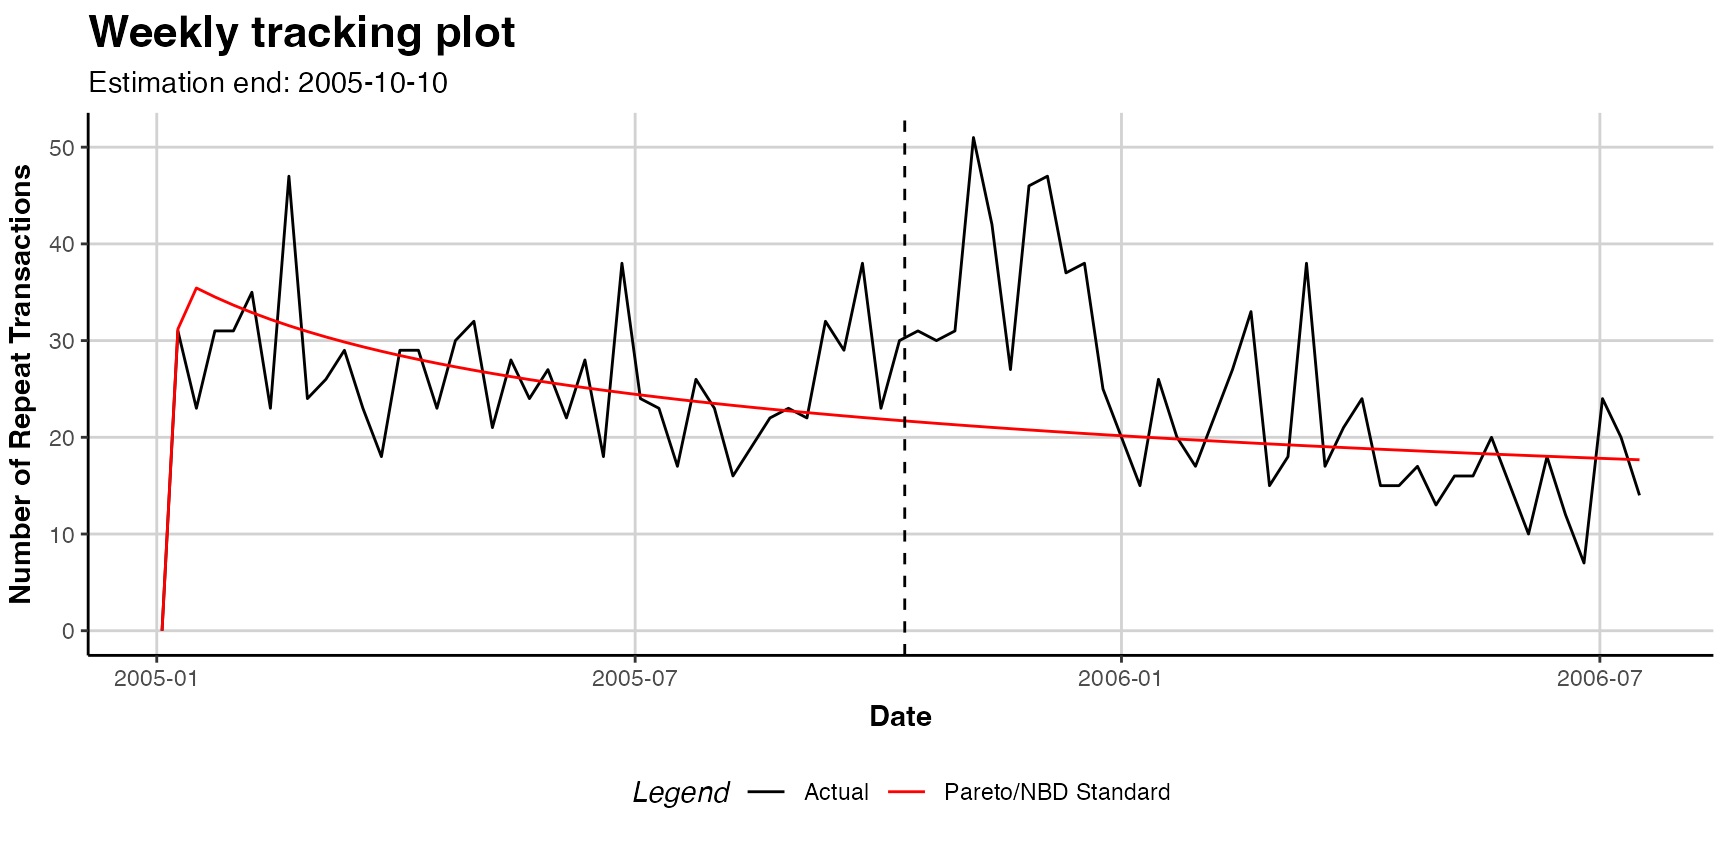 Weekly tracking plot
Estimation end: 2005-10-10
Number of Repeat Transactions
50
40
30
20
10
0
2005-01 2005-07 2006-01 2006-07
Date
Legend Actual Pareto/NBD Standard